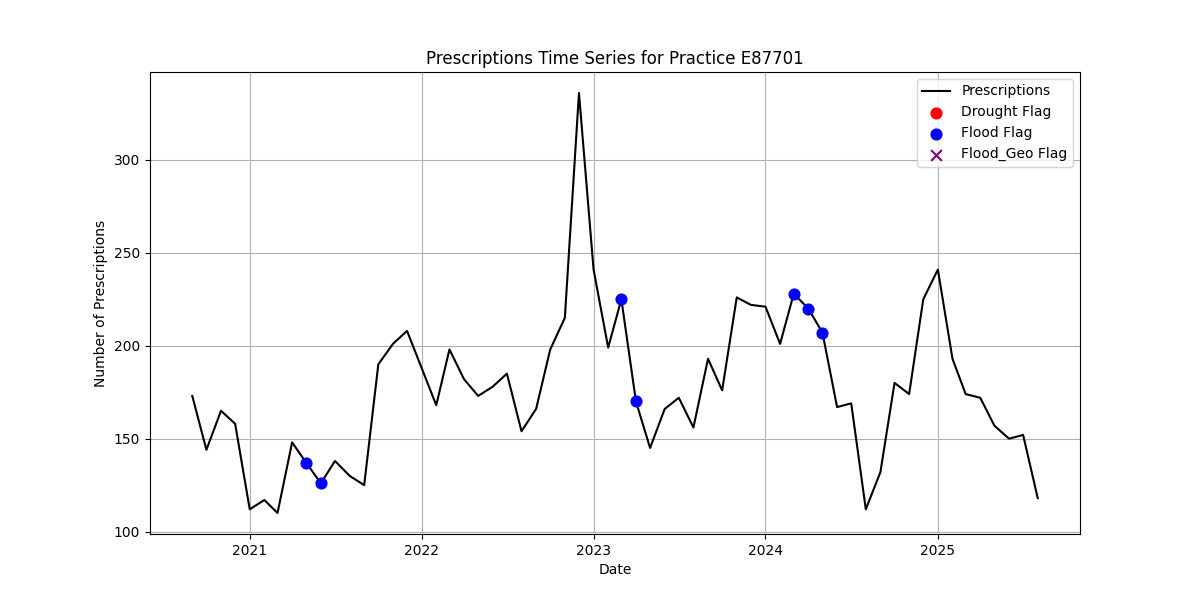 Prescriptions Time Series for Practice E87701
Prescriptions
Drought Flag
Flood Flag
Flood_Geo Flag
Number of Prescriptions
300
250
200
150
100
2021 2022 2023 2024 2025
Date